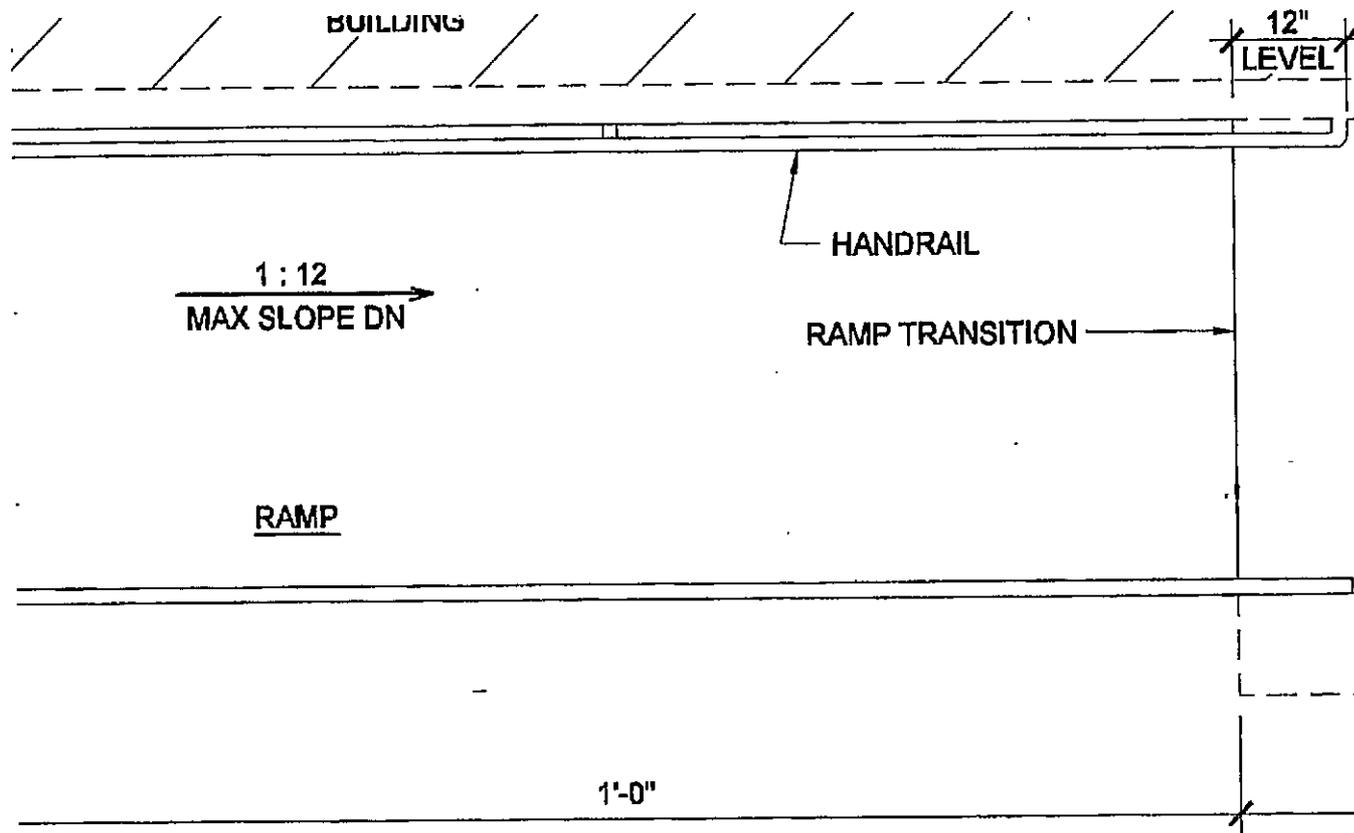 BUILDING
12"
LEVEL
HANDRAIL
1 : 12
MAX SLOPE DN
RAMP TRANSITION
RAMP
1'-0"